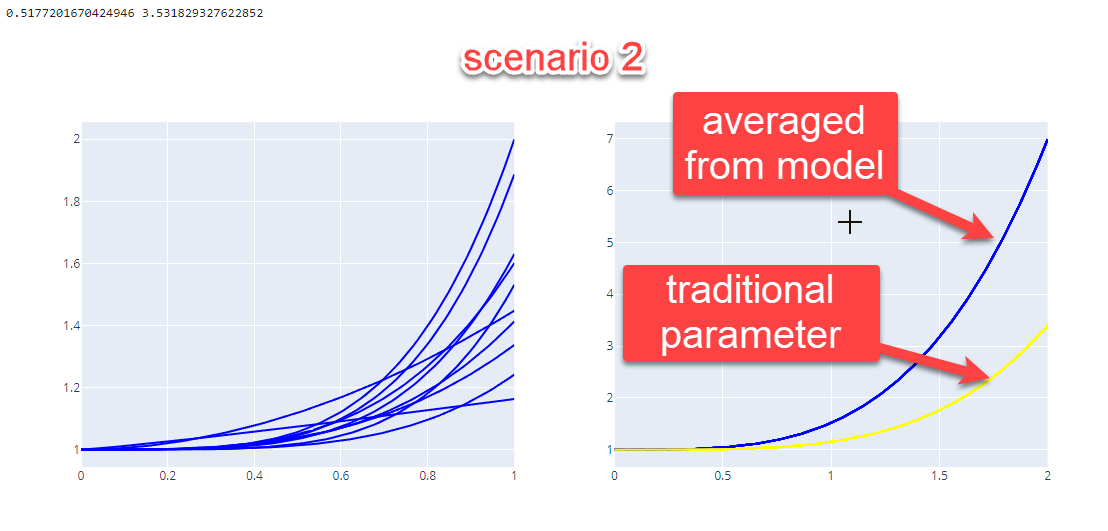 0.5177201670424946 3.531829327622852
scenario 2
averaged
from model
traditional
parameter
2
1.8
1.6
1.4
1.2
1
0 0.2 0.4 0.6 0.8 1
7
6
5
4
3
2
1
0 0.5 1 1.5 2